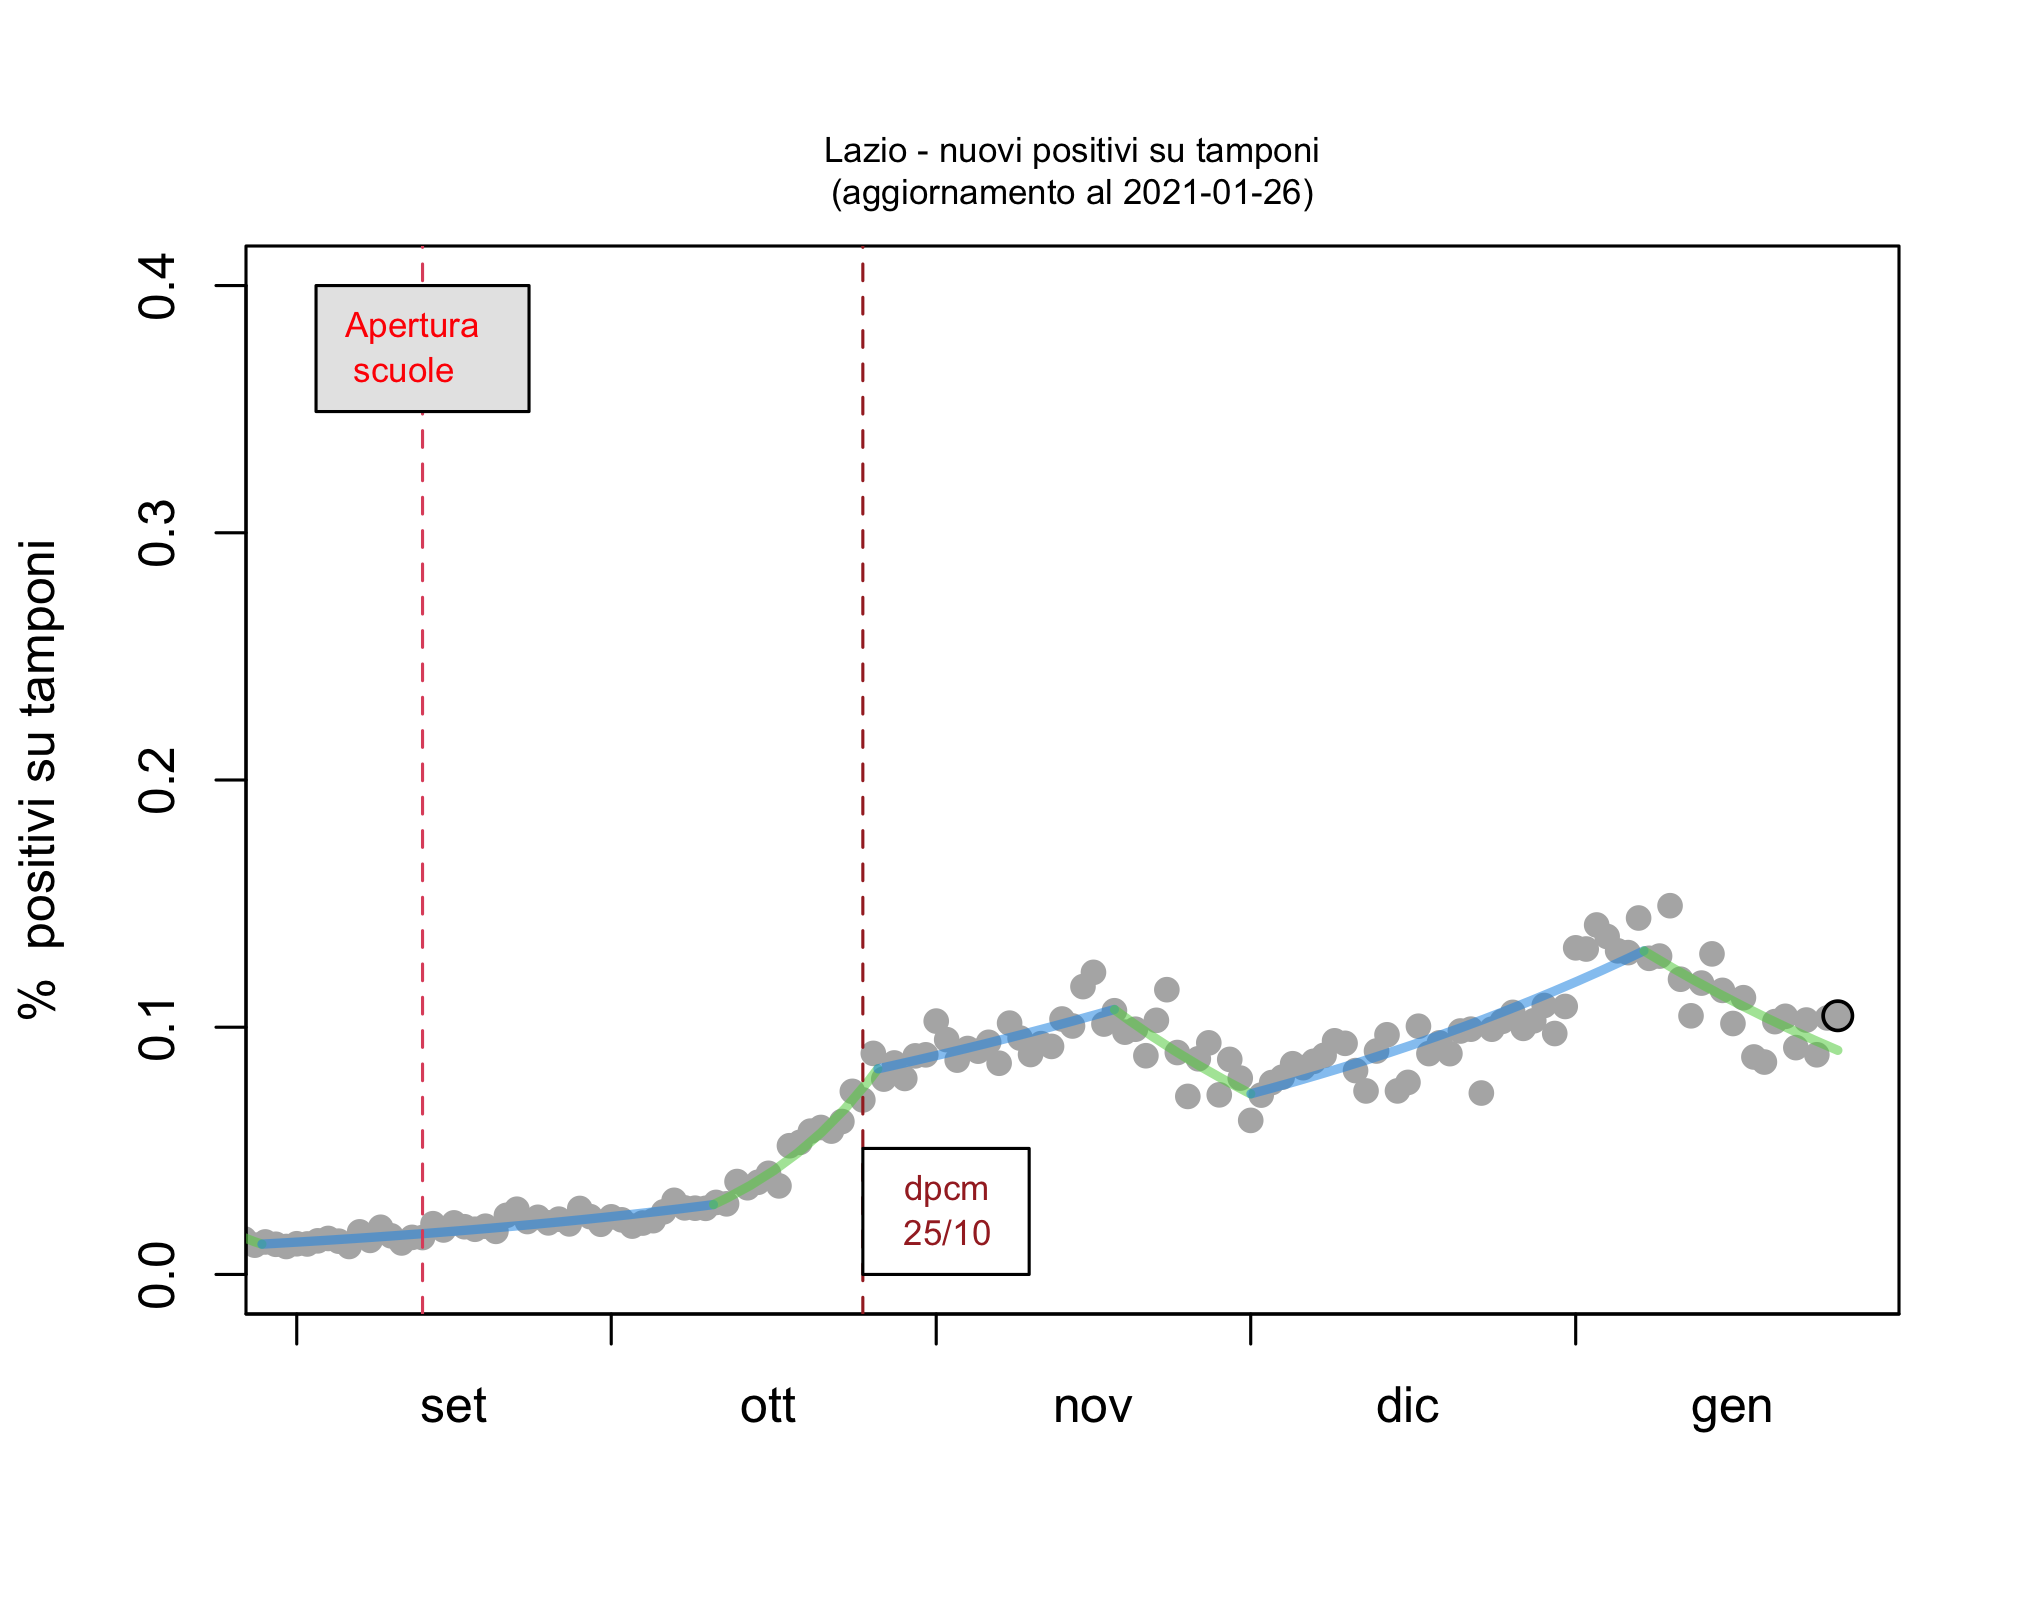 Lazio - nuovi positivi su tamponi
(aggiornamento al 2021-01-26)
% positivi su tamponi
0.4
0.3
0.2
0.1
0.0
Apertura
scuole
dpcm
25/10
set
ott
nov
dic
gen